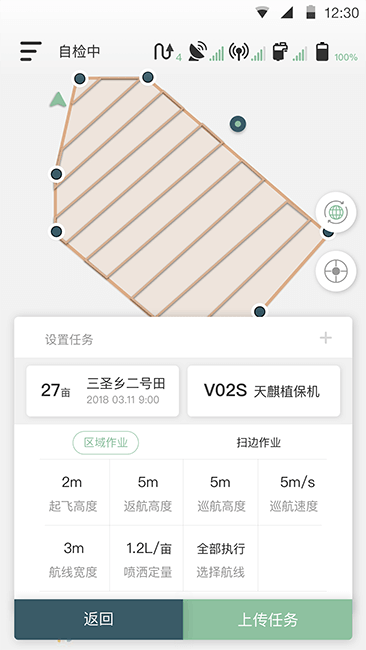 12:30
自检中
4
100%
设置任务
27亩
三圣乡二号田
2018 03.11 9:00
V02S 天麒植保机
区域作业
扫边作业
2m
5m
5m
5m/s
起飞高度
返航高度
巡航高度
巡航速度
3m
1.2L/亩
全部执行
航线宽度
喷洒定量
选择航线
返回
上传任务